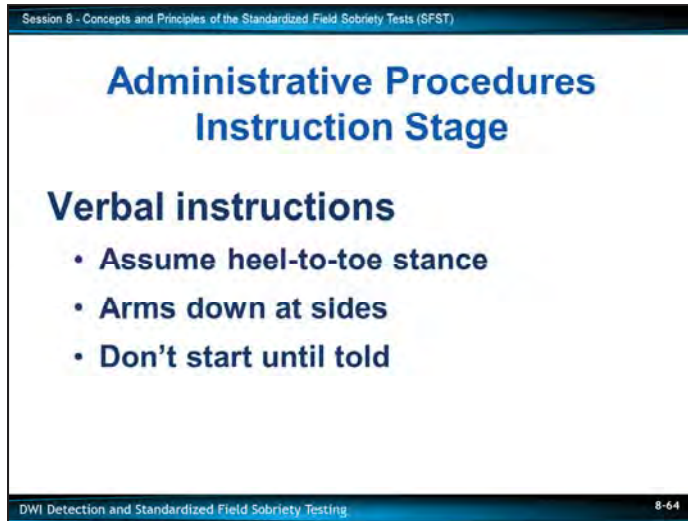 Session 8 - Concepts and Principles of the Standardized Field Sobriety Tests (SFST)
Administrative Procedures
Instruction Stage
Verbal instructions
• Assume heel-to-toe stance
• Arms down at sides
• Don't start until told
DWI Detection and Standardized Field Sobriety Testing 8-64